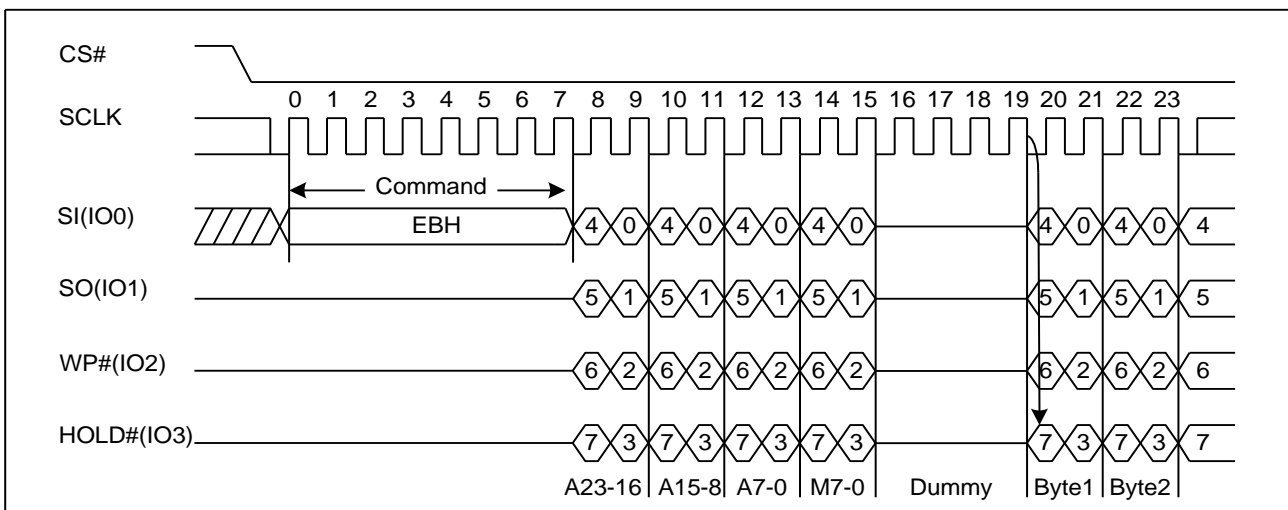 CS#
0 1 2 3 4 5 6 7 8 9 10 11 12 13 14 15 16 17 18 19 20 21 22 23
SCLK
Command
SI(IO0) EBH 4 0 4 0 4 0 4 0 4 0 4 0 4
SO(IO1) 5 1 5 1 5 1 5 1 5 1 5 1 5
WP#(IO2) 6 2 6 2 6 2 6 2 6 2 6 2 6
HOLD#(IO3) 7 3 7 3 7 3 7 3 7 3 7 3 7
A23-16 A15-8 A7-0 M7-0 Dummy Byte1 Byte2